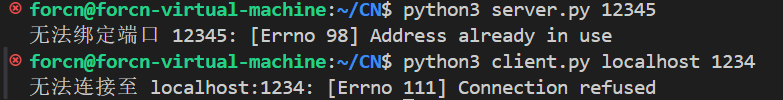 forcn@forcn-virtual-machine:~/CN$ python3 server.py 12345
无法绑定端口 12345: [Errno 98] Address already in use
forcn@forcn-virtual-machine:~/CN$ python3 client.py localhost 1234
无法连接至 localhost:1234: [Errno 111] Connection refused